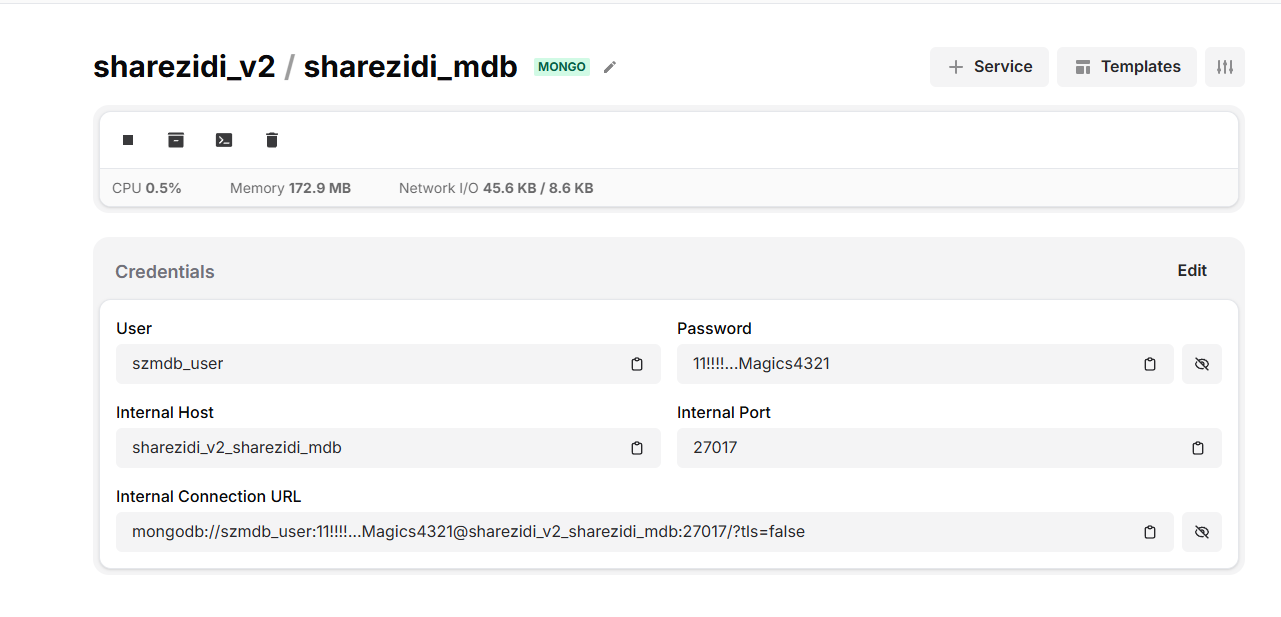 sharezidi_v2 / sharezidi_mdb MONGO
Service
Templates
CPU 0.5% Memory 172.9 MB Network I/O 45.6 KB / 8.6 KB
Credentials
Edit
User
szmdb_user
Password
11!!!!...Magics4321
Internal Host
sharezidi_v2_sharezidi_mdb
Internal Port
27017
Internal Connection URL
mongodb://szmdb_user:11!!!!...Magics4321@sharezidi_v2_sharezidi_mdb:27017/?tls=false